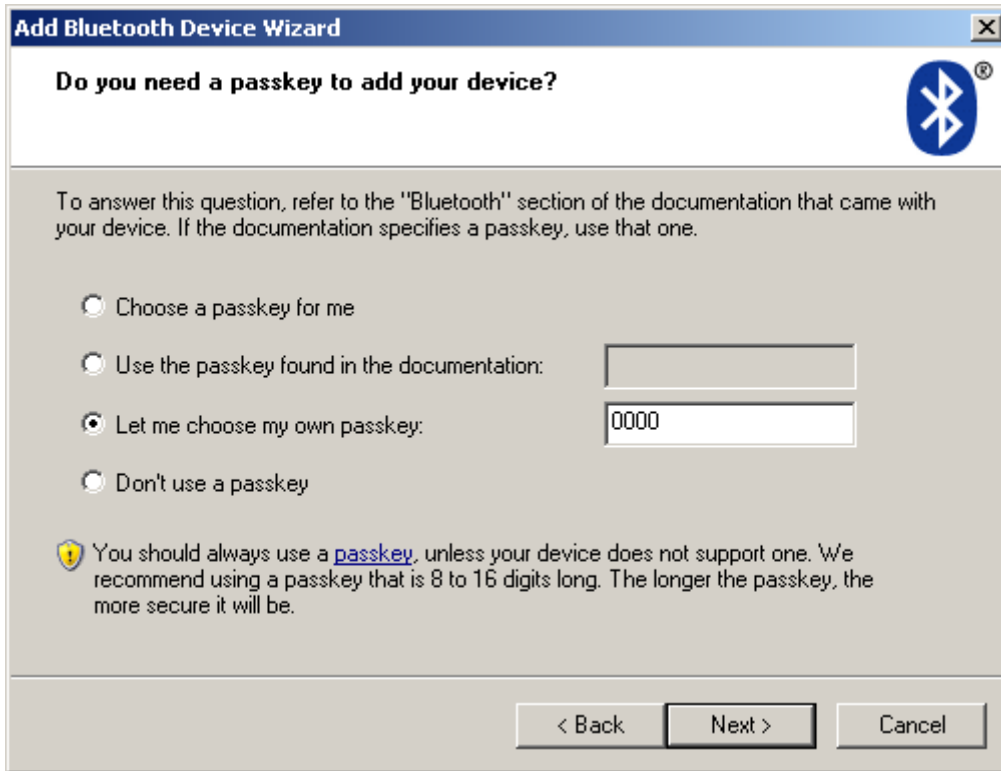 Add Bluetooth Device Wizard
Do you need a passkey to add your device?
®
To answer this question, refer to the "Bluetooth" section of the documentation that came with
your device. If the documentation specifies a passkey, use that one.
Choose a passkey for me
Use the passkey found in the documentation:
Let me choose my own passkey: 0000
Don't use a passkey
You should always use a passkey, unless your device does not support one. We
recommend using a passkey that is 8 to 16 digits long. The longer the passkey, the
more secure it will be.
< Back Next > Cancel